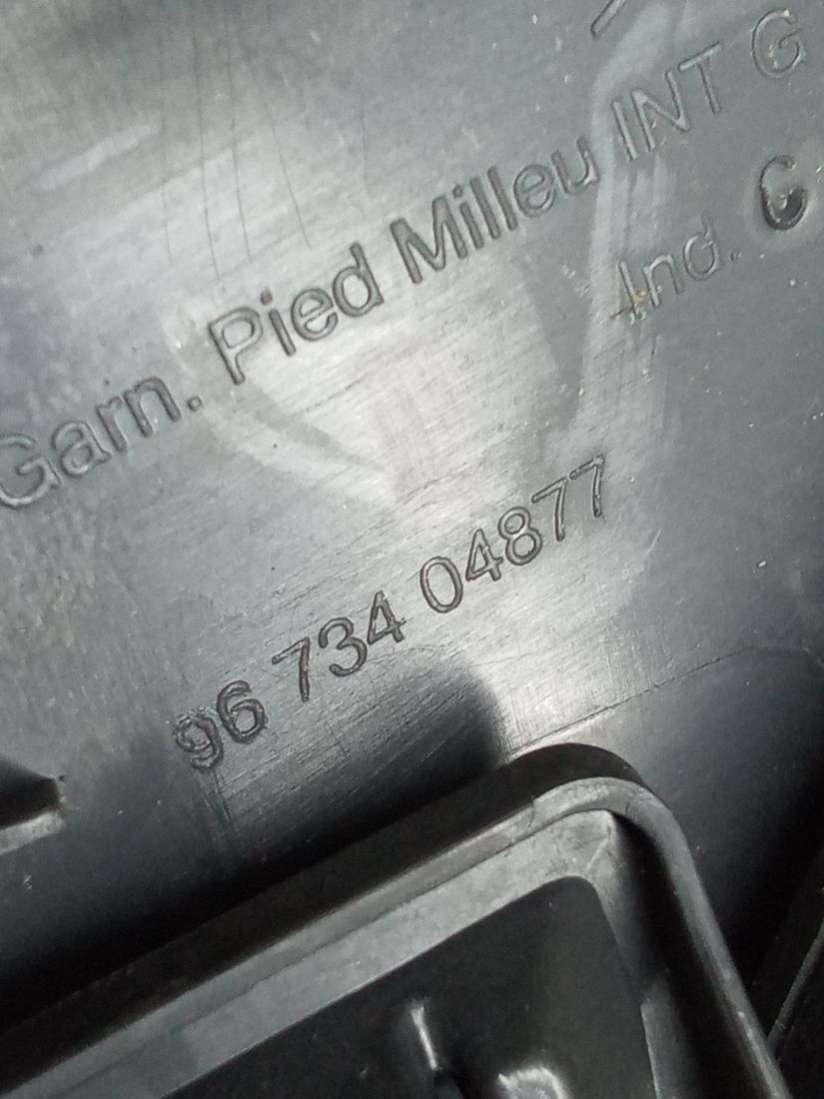 Garn. Pied Milleu INT G
Ind. C
96 734 04877